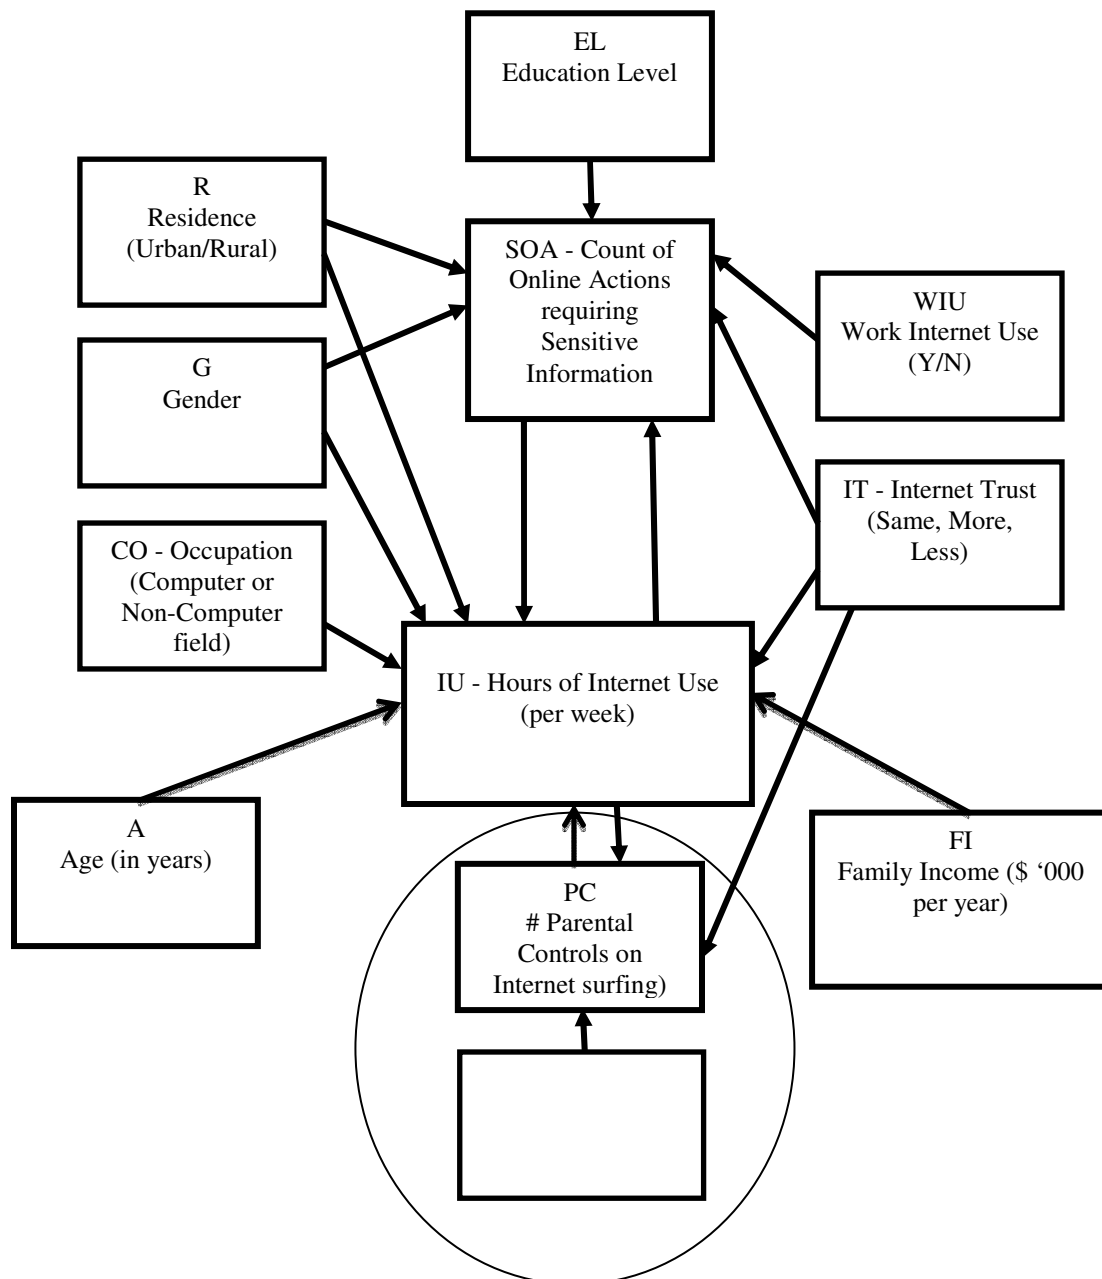 EL
Education Level
R
Residence
(Urban/Rural)
SOA - Count of
Online Actions
requiring
Sensitive
Information
WIU
Work Internet Use
(Y/N)
G
Gender
IT - Internet Trust
(Same, More,
Less)
CO - Occupation
(Computer or
Non-Computer
field)
IU - Hours of Internet Use
(per week)
A
Age (in years)
FI
Family Income ($ ‘000
per year)
PC
# Parental
Controls on
Internet surfing)